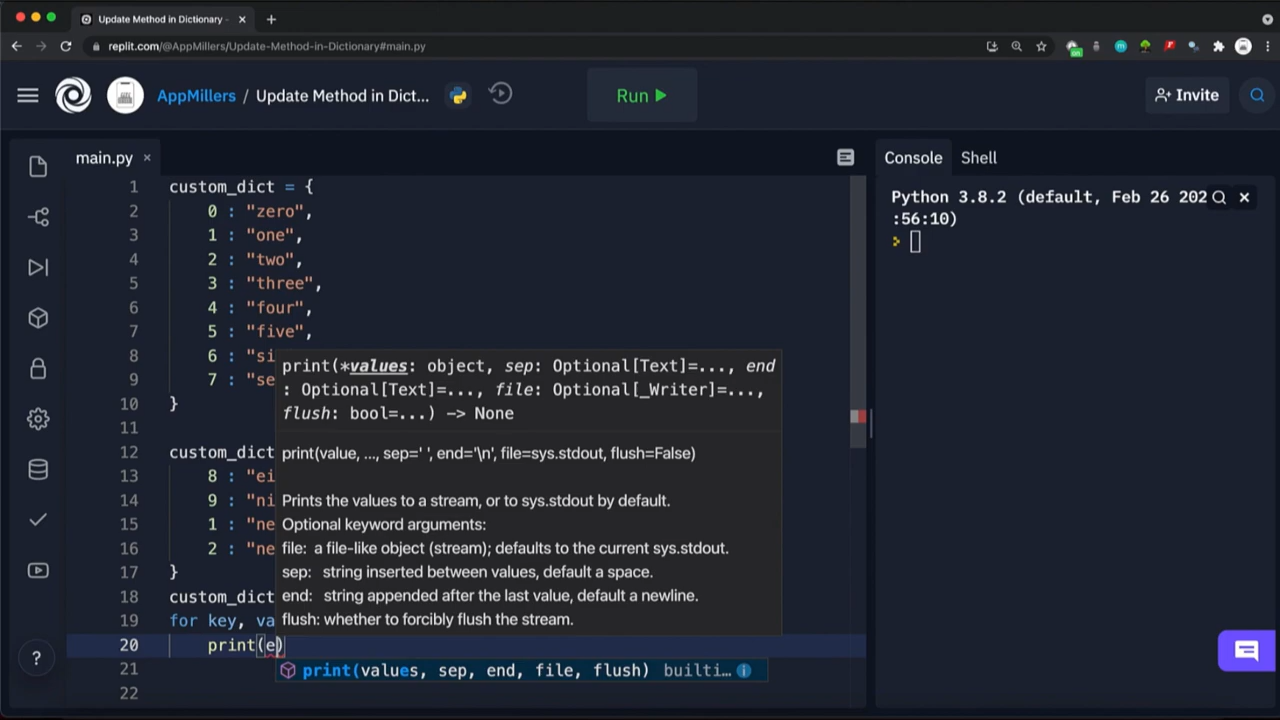 Update Method in Dictionary -
replit.com/@AppMillers/Update-Method-in-Dictionary#main.py
AppMillers / Update Method in Dict...
Run
Invite
main.py
Console
Shell
1 custom_dict = {
2 0 : "zero",
3 1 : "one",
4 2 : "two",
5 3 : "three",
6 4 : "four",
7 5 : "five",
8 6 : "si
9 7 : "se
10 }
11
12 custom_dict
13 8 : "ei
14 9 : "ni
15 1 : "ne
16 2 : "ne
17 }
18 custom_dict
19 for key, va
20 print(e)
21
22
print(*values: object, sep: Optional[Text]=..., end
: Optional[Text]=..., file: Optional[_Writer]=...,
flush: bool=...) -> None
print(value, ..., sep=' ', end='\n', file=sys.stdout, flush=False)
Prints the values to a stream, or to sys.stdout by default.
Optional keyword arguments:
file: a file-like object (stream); defaults to the current sys.stdout.
sep: string inserted between values, default a space.
end: string appended after the last value, default a newline.
flush: whether to forcibly flush the stream.
print(values, sep, end, file, flush) builti...
Python 3.8.2 (default, Feb 26 202
:56:10)